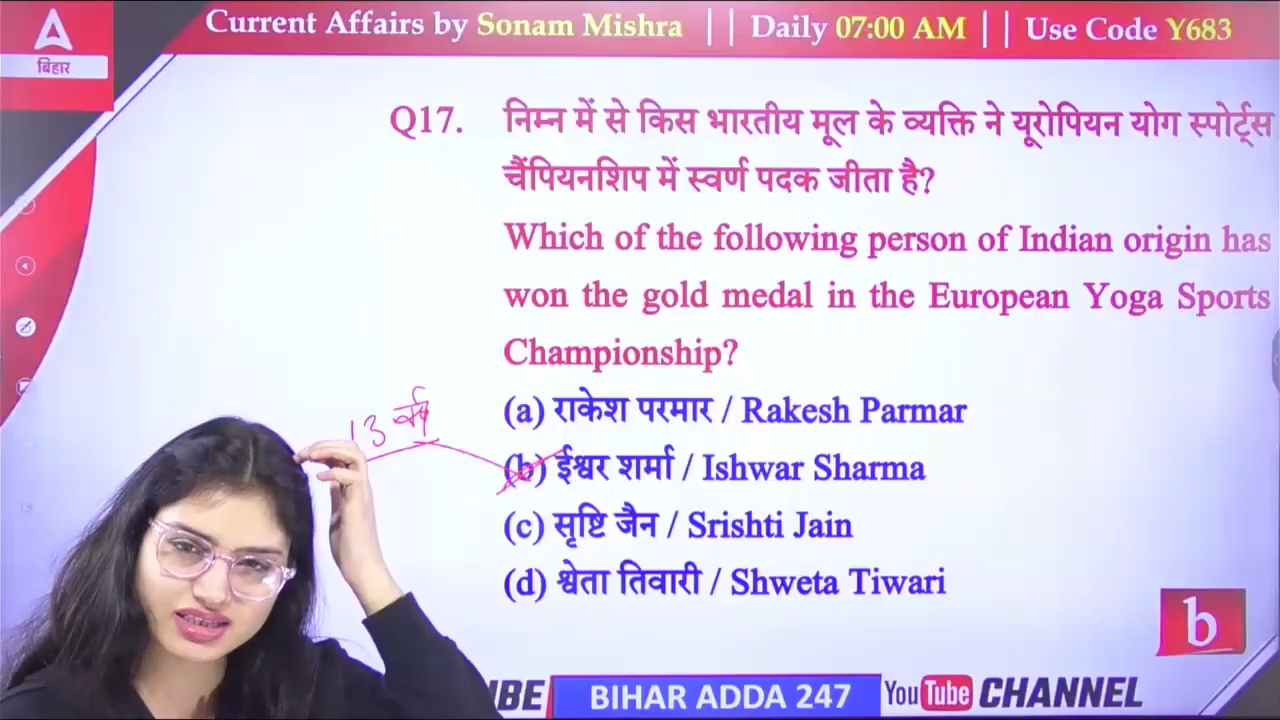 Current Affairs by Sonam Mishra || Daily 07:00 AM || Use Code Y683
बिहार
Q17. निम्न में से किस भारतीय मूल के व्यक्ति ने यूरोपियन योग स्पोर्ट्स
चैंपियनशिप में स्वर्ण पदक जीता है?
Which of the following person of Indian origin has
won the gold medal in the European Yoga Sports
Championship?
(a) राकेश परमार / Rakesh Parmar
13 वर्ष
(b) ईश्वर शर्मा / Ishwar Sharma
(c) सृष्टि जैन / Srishti Jain
(d) श्वेता तिवारी / Shweta Tiwari
b
BIHAR ADDA 247 YouTube CHANNEL